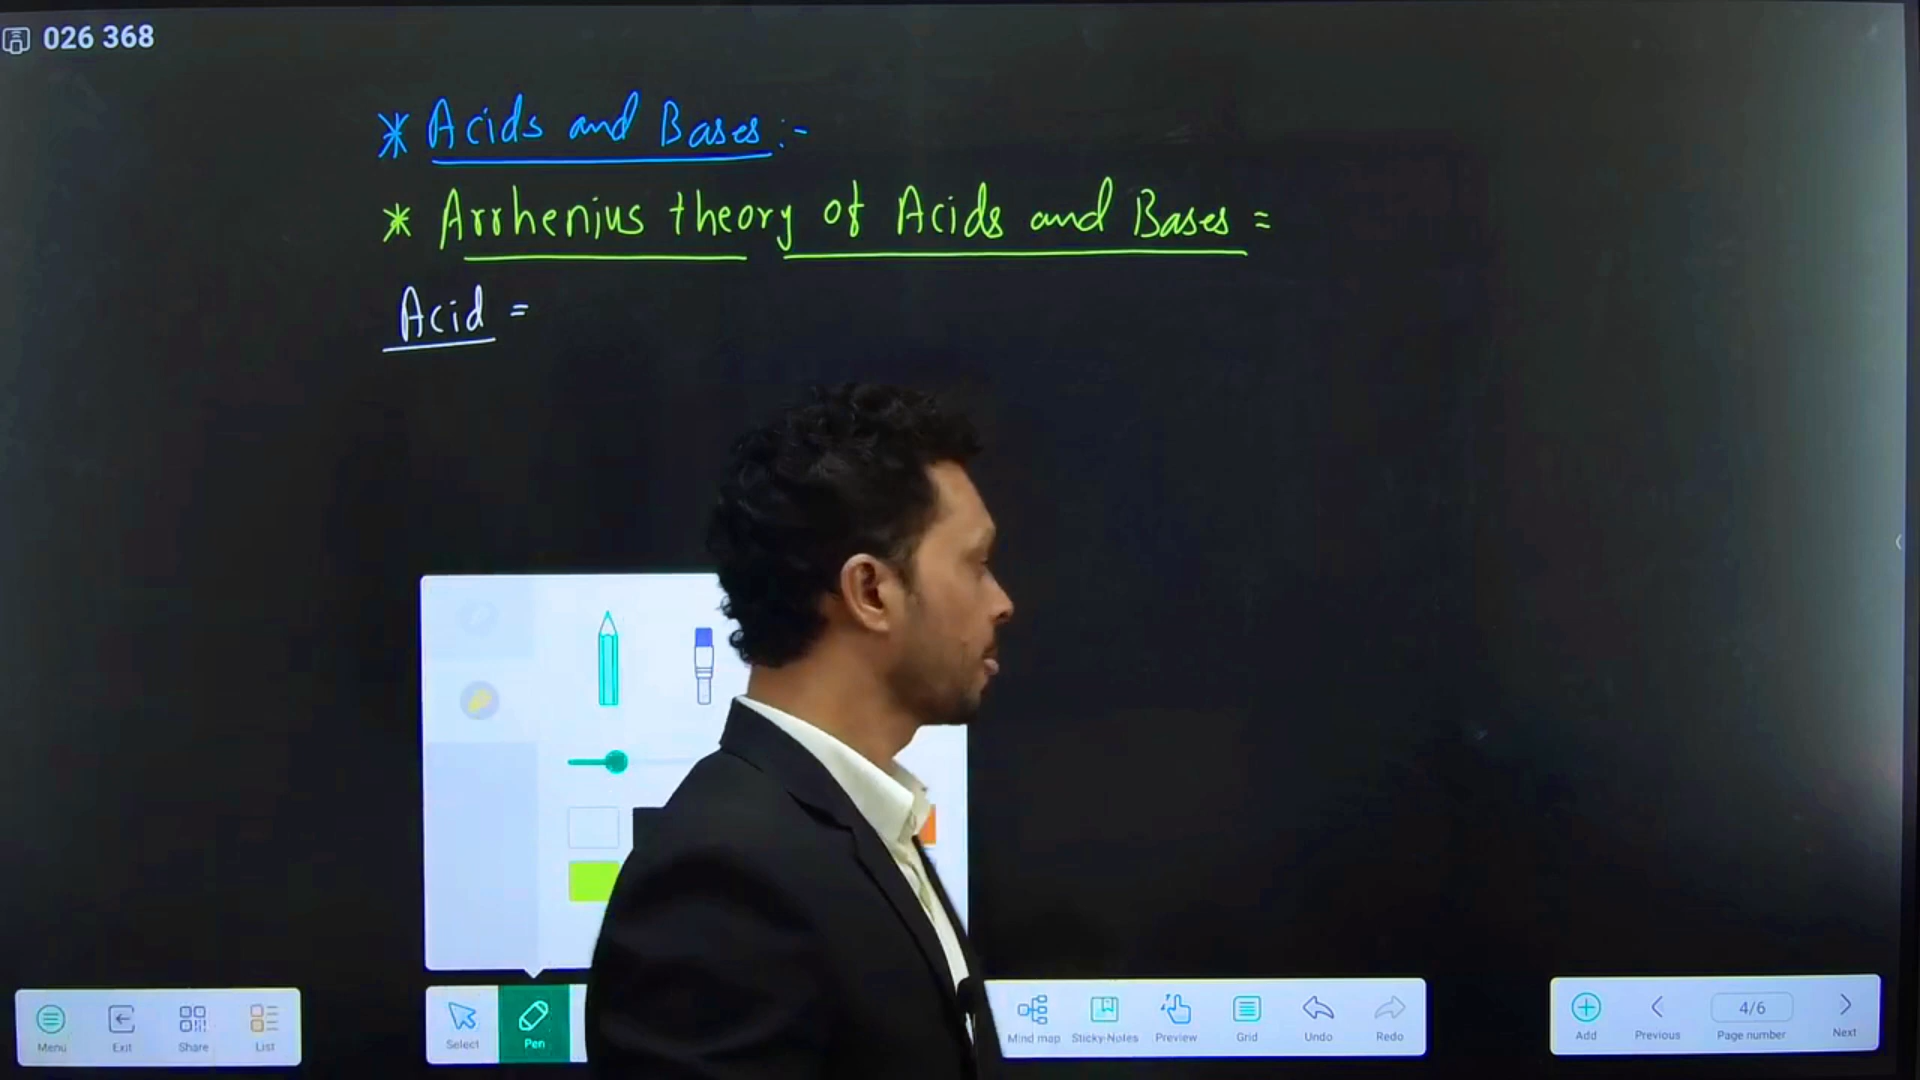 026 368
* Acids and Bases :-
* Arrhenius theory of Acids and Bases =
Acid =
Menu Exit Share List
Select Pen
Mind map Sticky-Notes Preview Grid Undo Redo
Add Previous 4/6 Page number Next